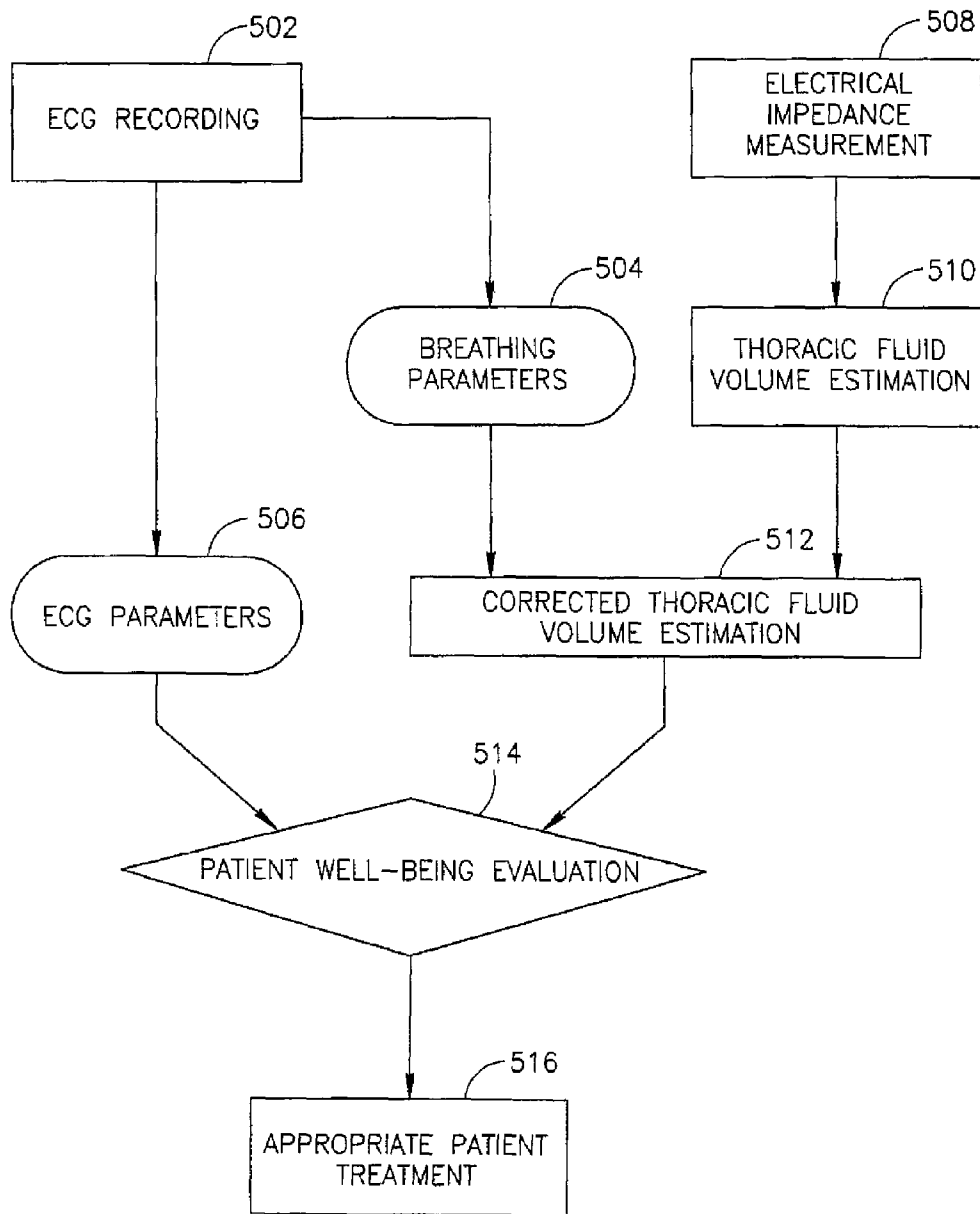 502
ECG RECORDING
508
ELECTRICAL
IMPEDANCE
MEASUREMENT
504
BREATHING
PARAMETERS
510
THORACIC FLUID
VOLUME ESTIMATION
506
ECG PARAMETERS
512
CORRECTED THORACIC FLUID
VOLUME ESTIMATION
514
PATIENT WELL-BEING EVALUATION
516
APPROPRIATE PATIENT
TREATMENT